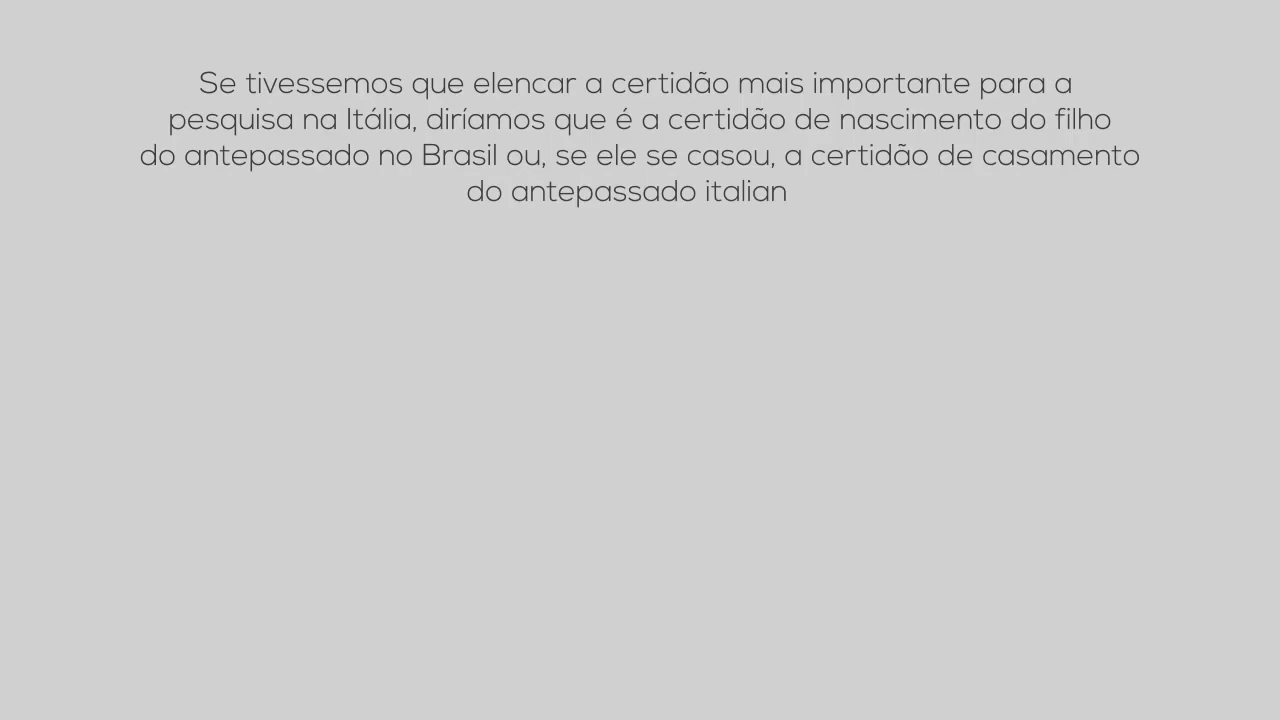 Se tivessemos que elencar a certidão mais importante para a
pesquisa na Itália, diríamos que é a certidão de nascimento do filho
do antepassado no Brasil ou, se ele se casou, a certidão de casamento
do antepassado italian